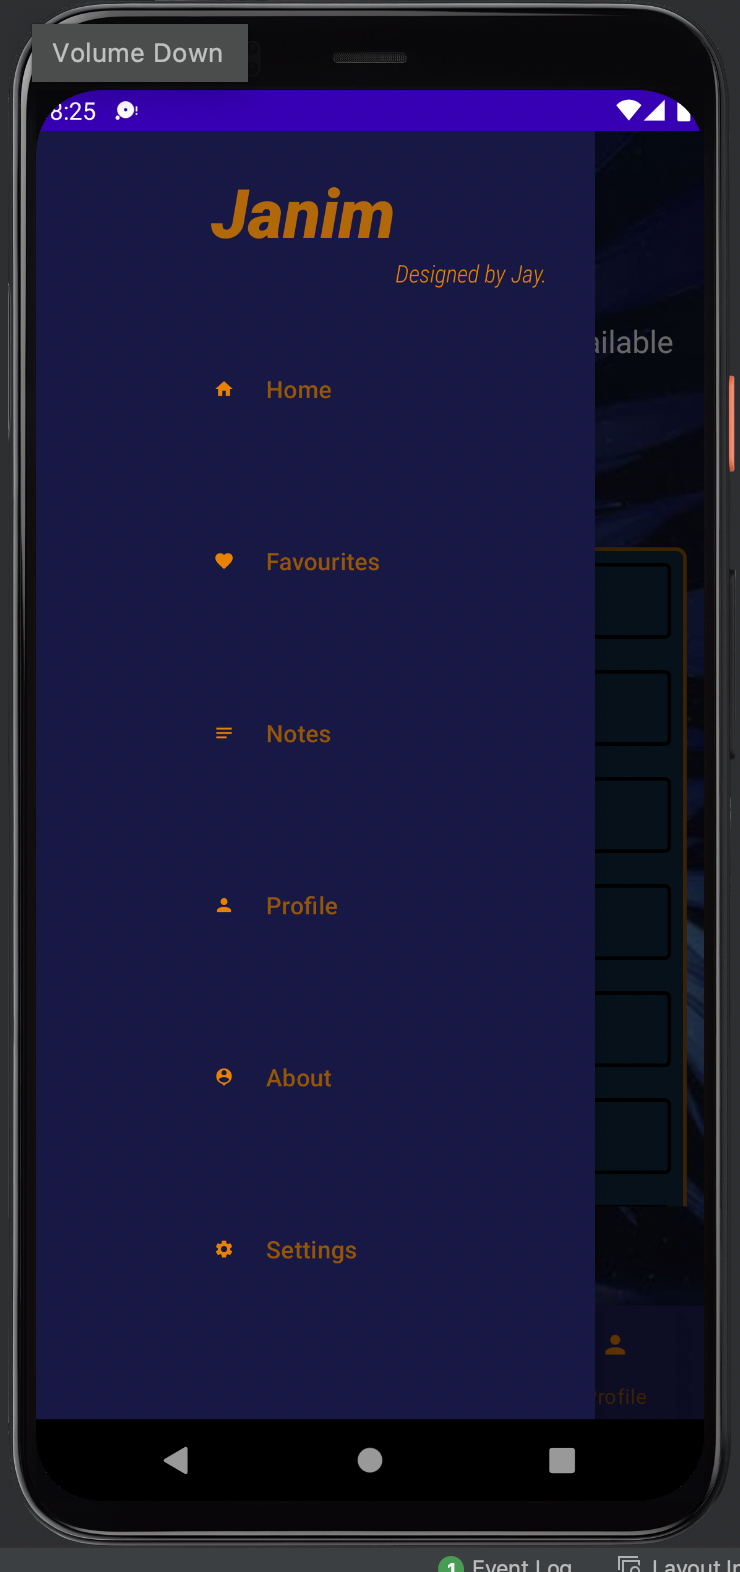 Volume Down
8:25
Janim
Designed by Jay.
ailable
Home
Favourites
Notes
Profile
About
Settings
rofile
1 Event Log Layout In